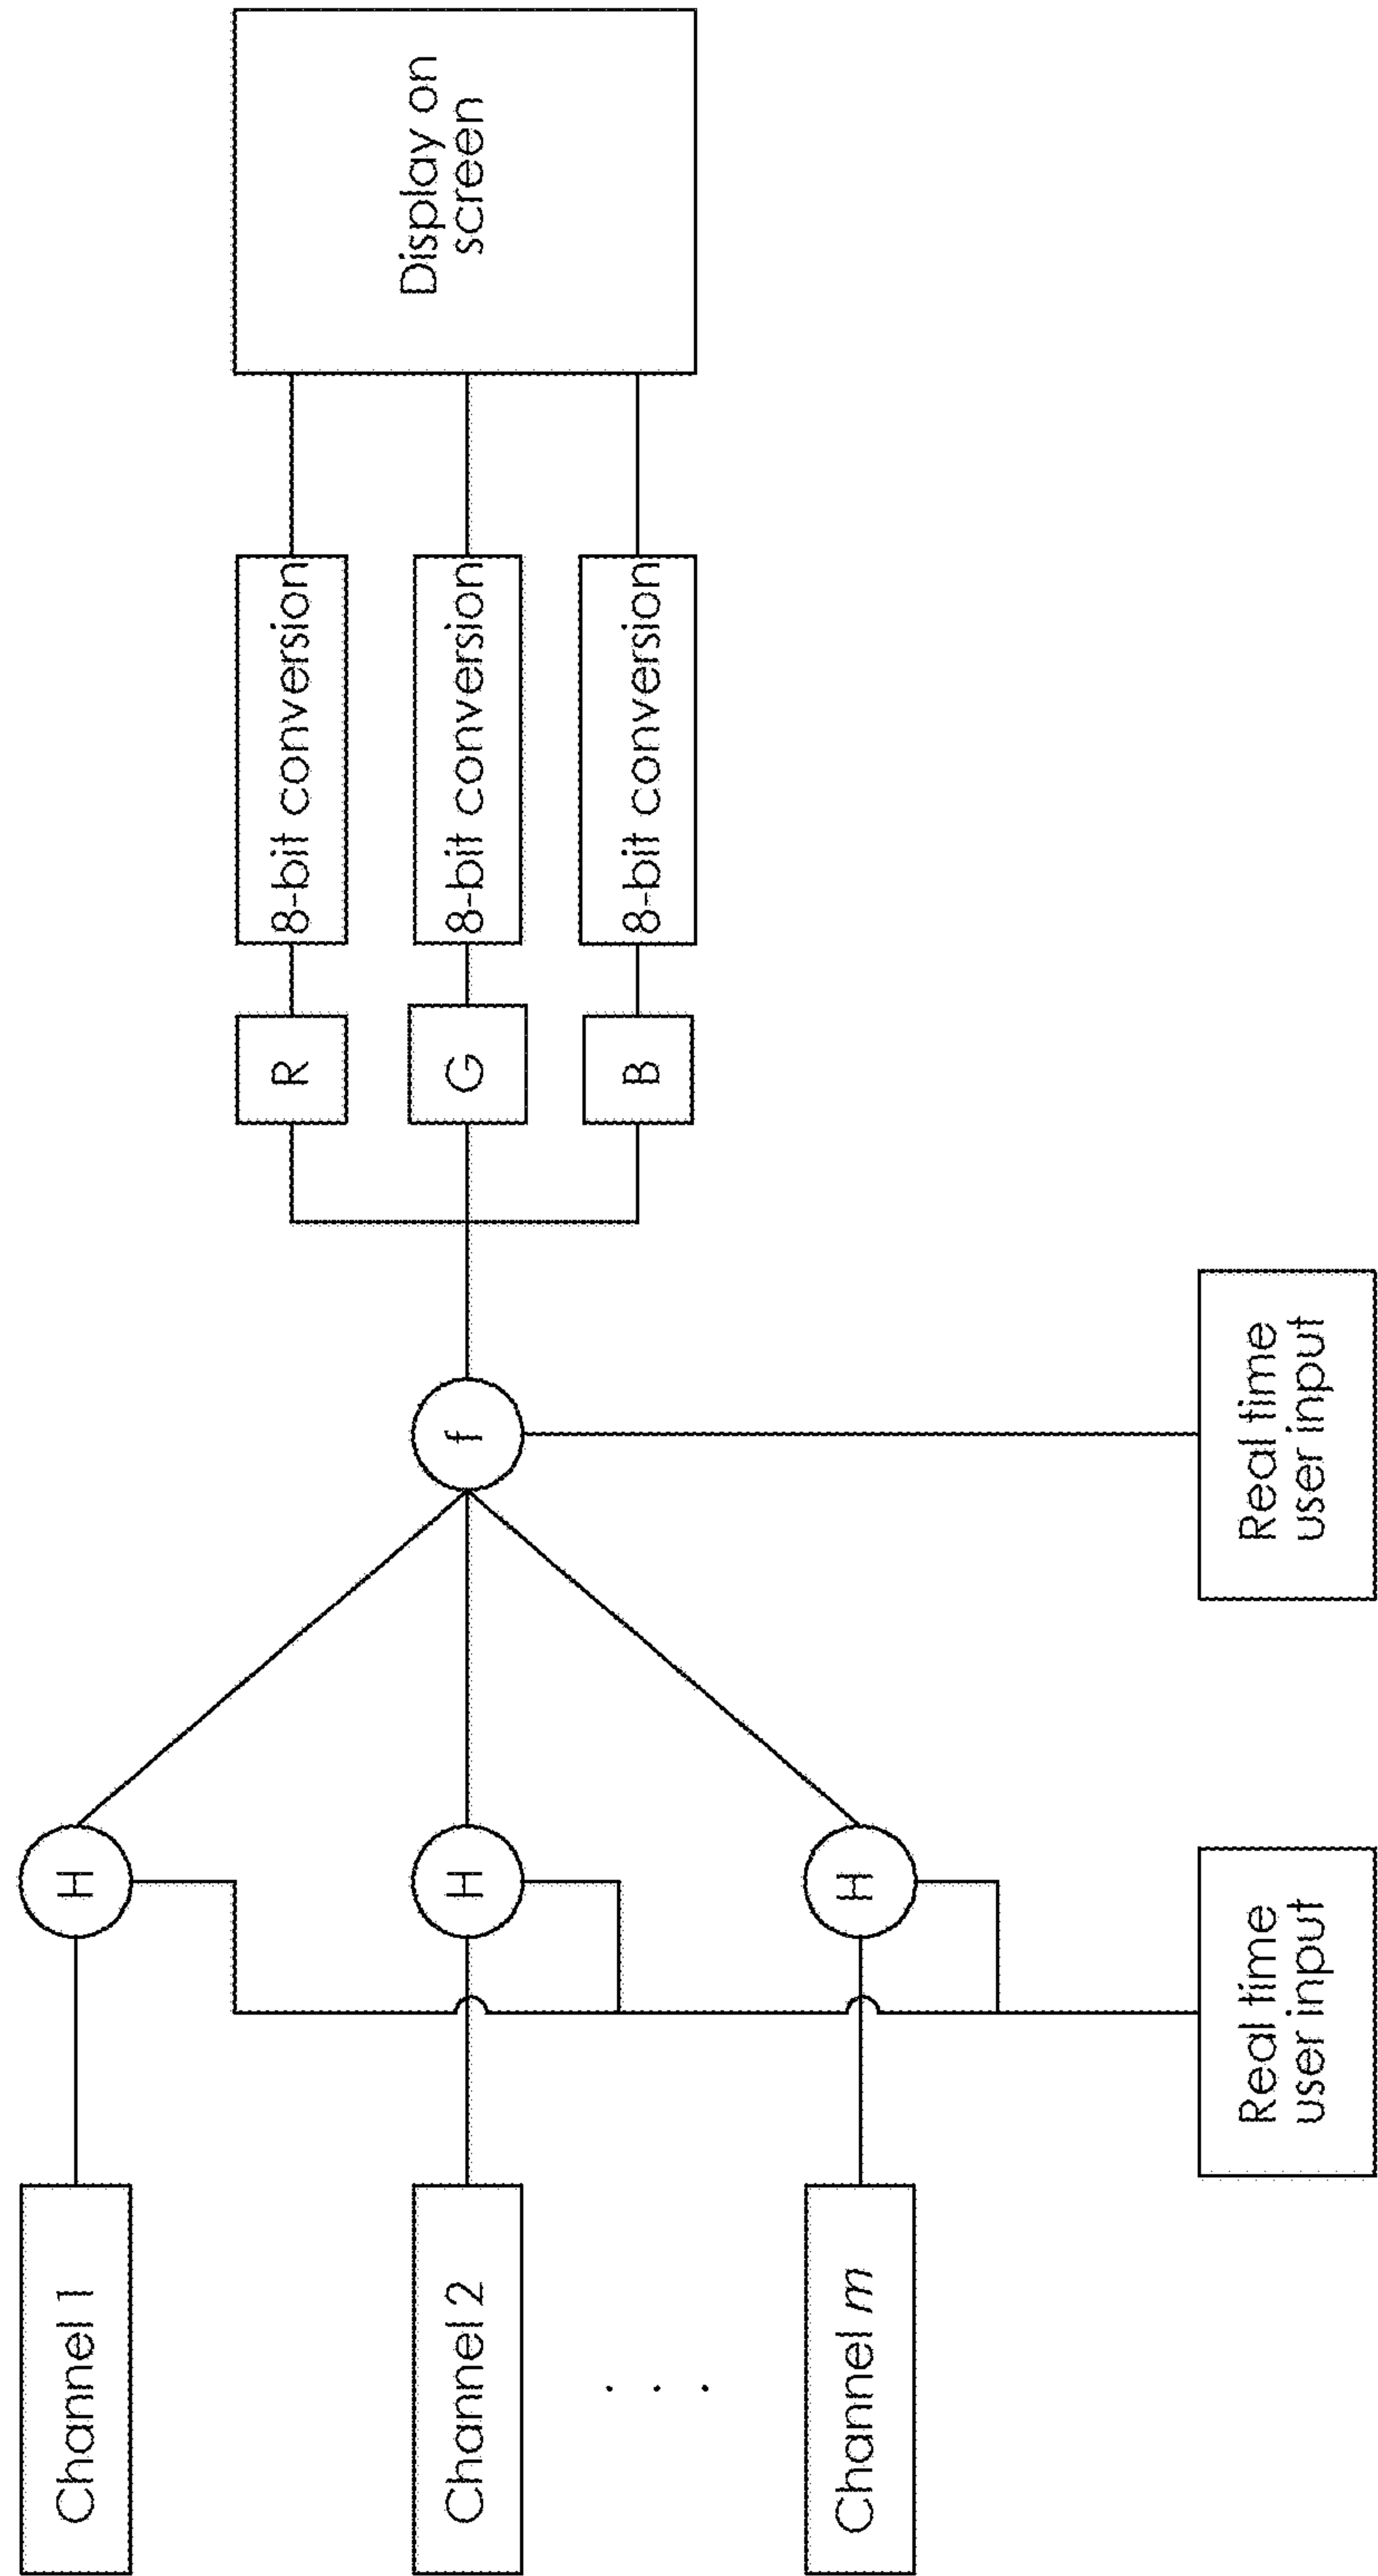 Channel 1
Channel 2
. . .
Channel m
H
H
H
Real time
user input
f
Real time
user input
R
G
B
8-bit conversion
8-bit conversion
8-bit conversion
Display on
screen